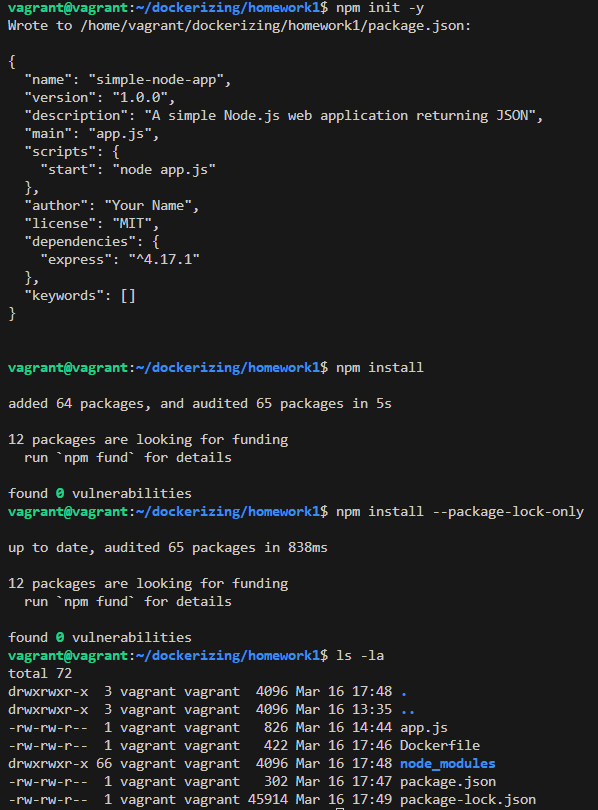 vagrant@vagrant:~/dockerizing/homework1$ npm init -y
Wrote to /home/vagrant/dockerizing/homework1/package.json:

{
  "name": "simple-node-app",
  "version": "1.0.0",
  "description": "A simple Node.js web application returning JSON",
  "main": "app.js",
  "scripts": {
    "start": "node app.js"
  },
  "author": "Your Name",
  "license": "MIT",
  "dependencies": {
    "express": "^4.17.1"
  },
  "keywords": []
}

vagrant@vagrant:~/dockerizing/homework1$ npm install

added 64 packages, and audited 65 packages in 5s

12 packages are looking for funding
  run `npm fund` for details

found 0 vulnerabilities
vagrant@vagrant:~/dockerizing/homework1$ npm install --package-lock-only

up to date, audited 65 packages in 838ms

12 packages are looking for funding
  run `npm fund` for details

found 0 vulnerabilities
vagrant@vagrant:~/dockerizing/homework1$ ls -la
total 72
drwxrwxr-x  3 vagrant vagrant  4096 Mar 16 17:48 .
drwxrwxr-x  3 vagrant vagrant  4096 Mar 16 13:35 ..
-rw-rw-r--  1 vagrant vagrant   826 Mar 16 14:44 app.js
-rw-rw-r--  1 vagrant vagrant   422 Mar 16 17:46 Dockerfile
drwxrwxr-x 66 vagrant vagrant  4096 Mar 16 17:48 node_modules
-rw-rw-r--  1 vagrant vagrant   302 Mar 16 17:47 package.json
-rw-rw-r--  1 vagrant vagrant 45914 Mar 16 17:49 package-lock.json